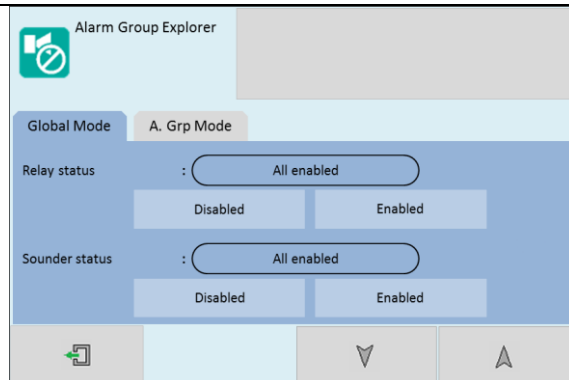 Alarm Group Explorer
Global Mode
A. Grp Mode
Relay status : All enabled
Disabled Enabled
Sounder status : All enabled
Disabled Enabled